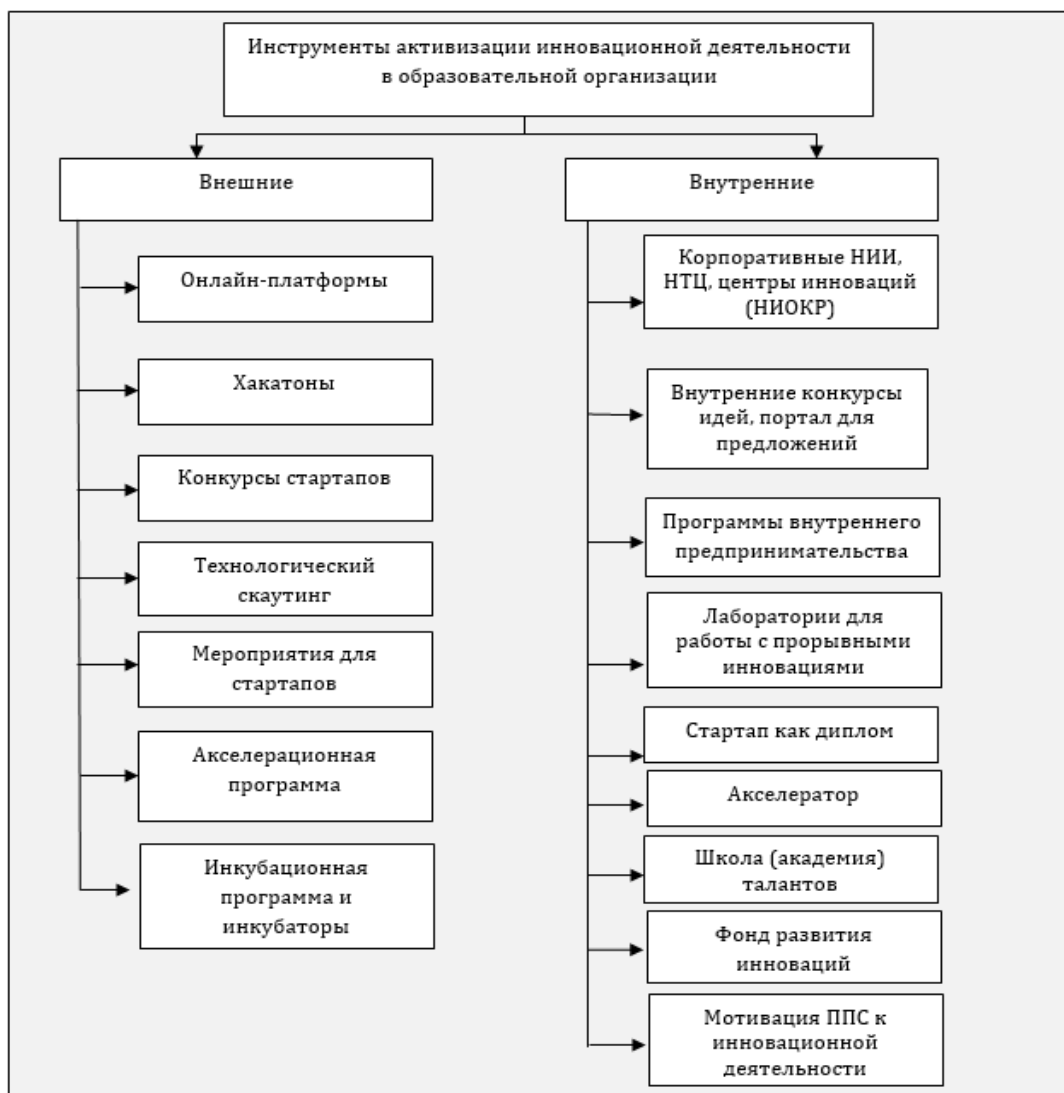 Инструменты активизации инновационной деятельности
в образовательной организации
Внешние
Онлайн-платформы
Хакатоны
Конкурсы стартапов
Технологический
скаутинг
Мероприятия для
стартапов
Акселерационная
программа
Инкубационная
программа и
инкубаторы
Внутренние
Корпоративные НИИ,
НТЦ, центры инноваций
(НИОКР)
Внутренние конкурсы
идей, портал для
предложений
Программы внутреннего
предпринимательства
Лаборатории для
работы с прорывными
инновациями
Стартап как диплом
Акселератор
Школа (академия)
талантов
Фонд развития
инноваций
Мотивация ППС к
инновационной
деятельности